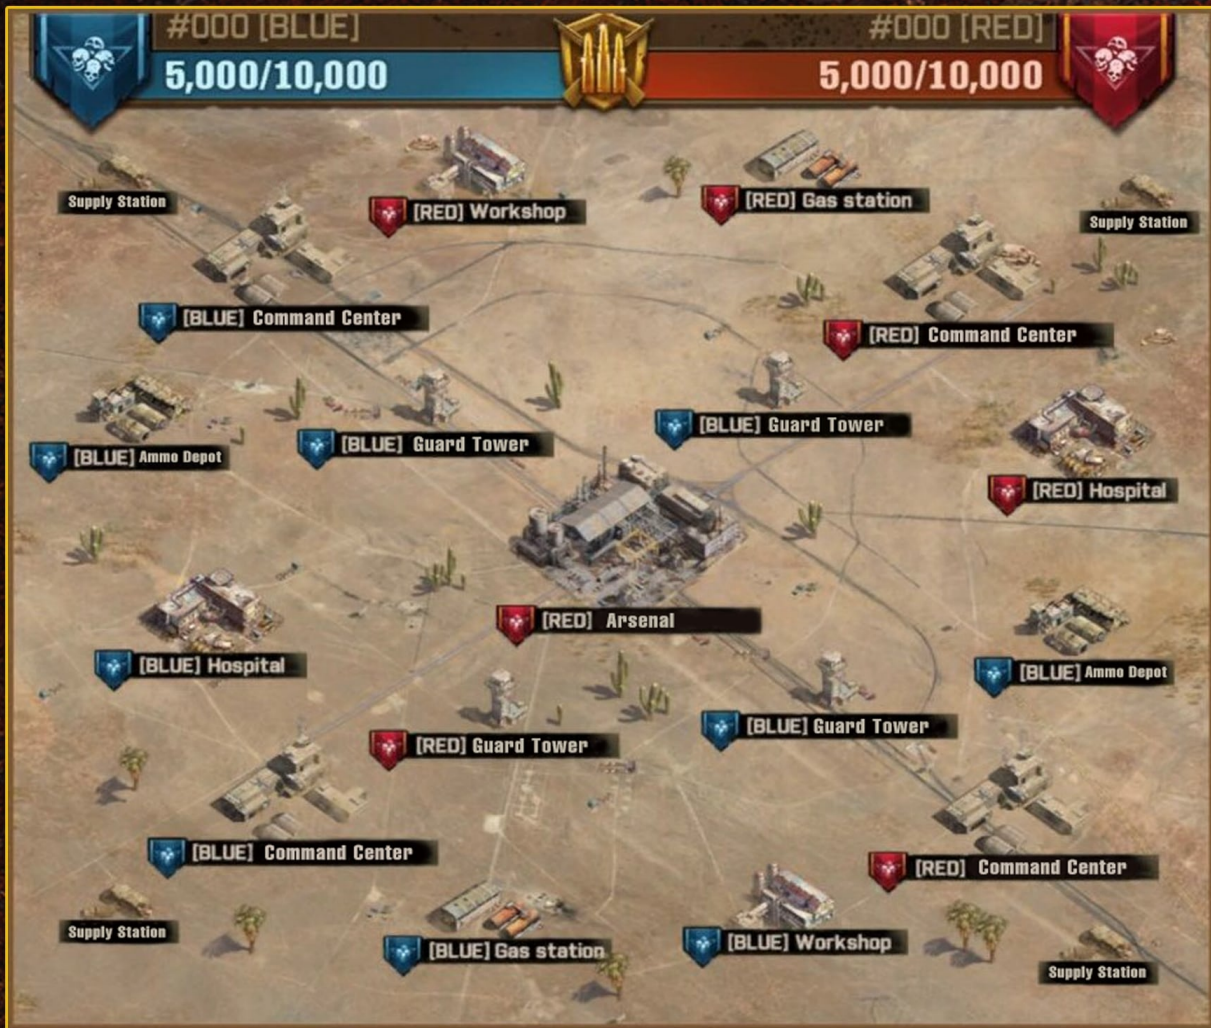 #000 [BLUE]
#000 [RED]
5,000/10,000
5,000/10,000
Supply Station
[RED] Workshop
[RED] Gas station
Supply Station
[BLUE] Command Center
[RED] Command Center
[BLUE] Ammo Depot
[BLUE] Guard Tower
[BLUE] Guard Tower
[RED] Hospital
[RED] Arsenal
[BLUE] Hospital
[BLUE] Ammo Depot
[RED] Guard Tower
[BLUE] Guard Tower
[BLUE] Command Center
[RED] Command Center
Supply Station
[BLUE] Gas station
[BLUE] Workshop
Supply Station